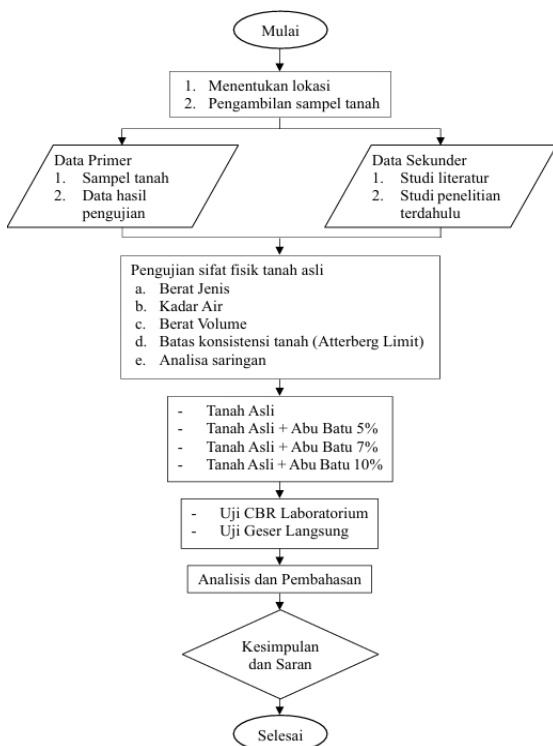 Mulai
1. Menentukan lokasi
2. Pengambilan sampel tanah
Data Primer
1. Sampel tanah
2. Data hasil
pengujian
Data Sekunder
1. Studi literatur
2. Studi penelitian
terdahulu
Pengujian sifat fisik tanah asli
a. Berat Jenis
b. Kadar Air
c. Berat Volume
d. Batas konsistensi tanah (Atterberg Limit)
e. Analisa saringan
- Tanah Asli
- Tanah Asli + Abu Batu 5%
- Tanah Asli + Abu Batu 7%
- Tanah Asli + Abu Batu 10%
- Uji CBR Laboratorium
- Uji Geser Langsung
Analisis dan Pembahasan
Kesimpulan
dan Saran
Selesai